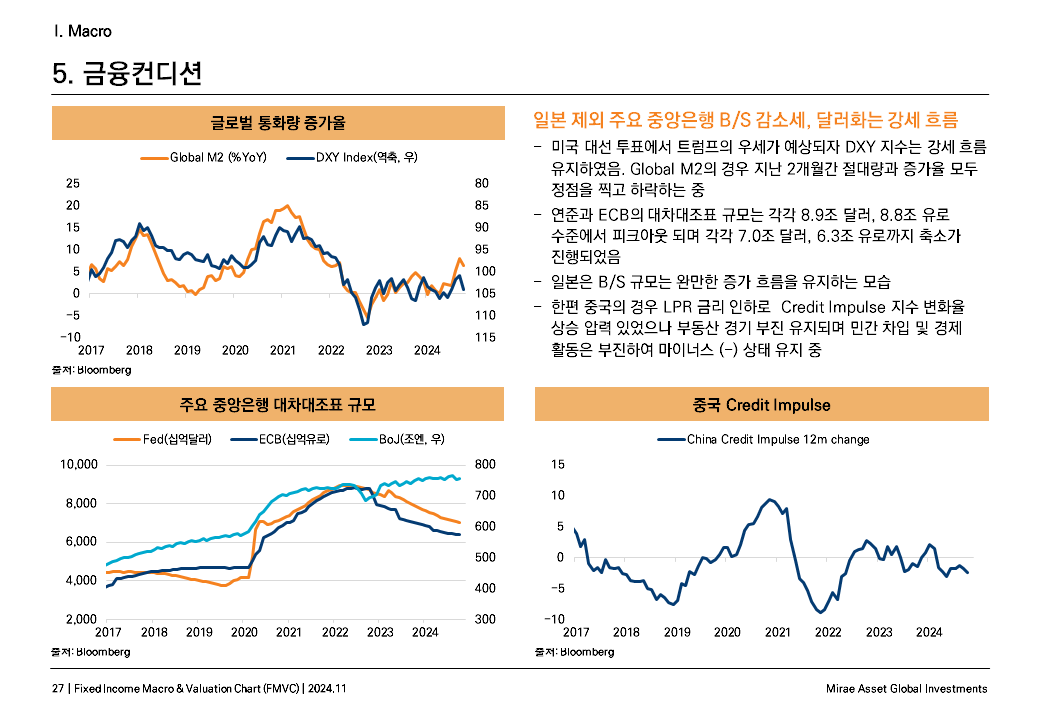 I. Macro
5. 금융컨디션
글로벌 통화량 증가율
Global M2 (%YoY) DXY Index(역축, 우)
25 80
20 85
15 90
10 95
5 100
0 105
-5 110
-10 115
2017 2018 2019 2020 2021 2022 2023 2024
출처: Bloomberg
일본 제외 주요 중앙은행 B/S 감소세, 달러화는 강세 흐름
- 미국 대선 투표에서 트럼프의 우세가 예상되자 DXY 지수는 강세 흐름
유지하였음. Global M2의 경우 지난 2개월간 절대량과 증가율 모두
정점을 찍고 하락하는 중
- 연준과 ECB의 대차대조표 규모는 각각 8.9조 달러, 8.8조 유로
수준에서 피크아웃 되며 각각 7.0조 달러, 6.3조 유로까지 축소가
진행되었음
- 일본은 B/S 규모는 완만한 증가 흐름을 유지하는 모습
- 한편 중국의 경우 LPR 금리 인하로 Credit Impulse 지수 변화율
상승 압력 있었으나 부동산 경기 부진 유지되며 민간 차입 및 경제
활동은 부진하여 마이너스 (-) 상태 유지 중
주요 중앙은행 대차대조표 규모
Fed(십억달러) ECB(십억유로) BoJ(조엔, 우)
10,000 800
8,000 700
6,000 600
4,000 500
2,000 400
300
2017 2018 2019 2020 2021 2022 2023 2024
출처: Bloomberg
중국 Credit Impulse
China Credit Impulse 12m change
15
10
5
0
-5
-10
2017 2018 2019 2020 2021 2022 2023 2024
출처: Bloomberg
27 | Fixed Income Macro & Valuation Chart (FMVC) | 2024.11
Mirae Asset Global Investments